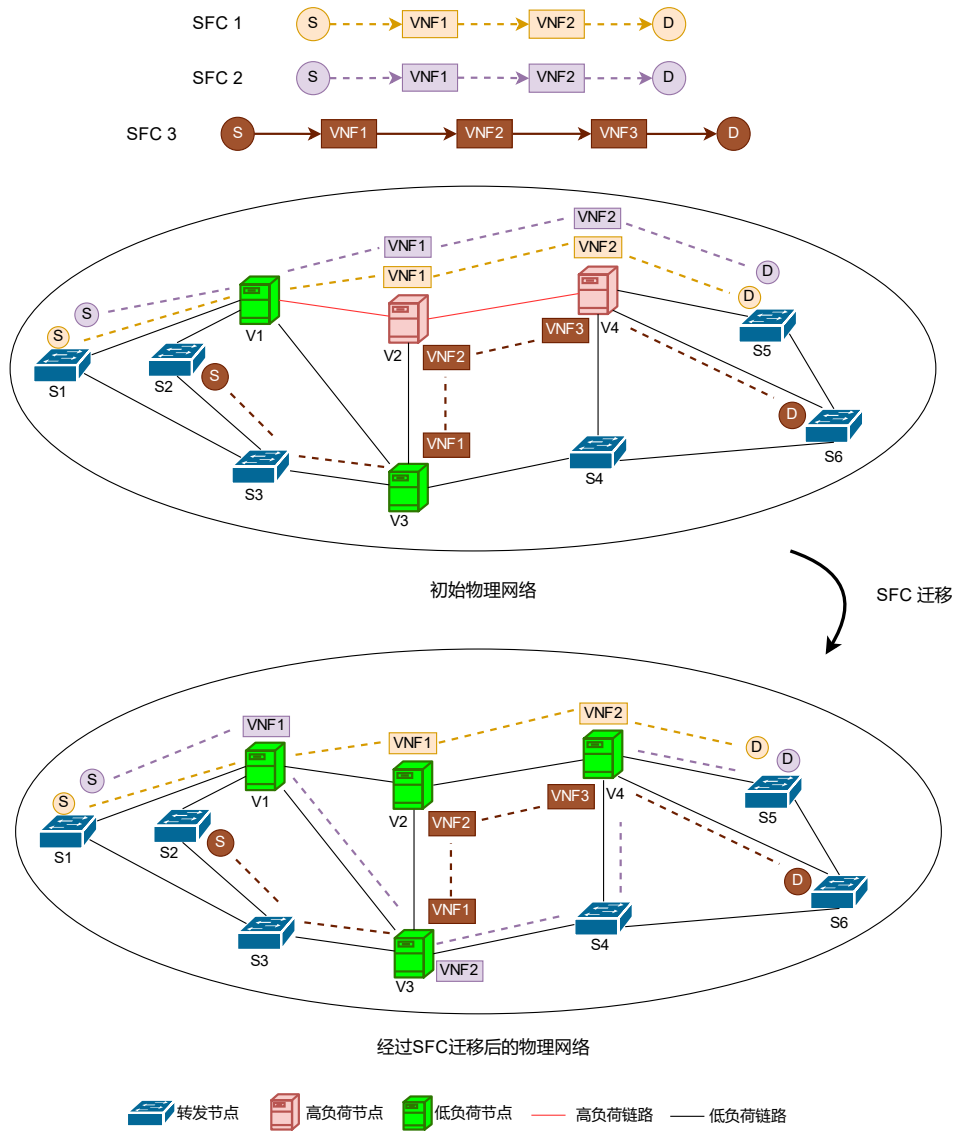 SFC 1 S VNF1 VNF2 D
SFC 2 S VNF1 VNF2 D
SFC 3 S VNF1 VNF2 VNF3 D
VNF2
VNF1 VNF2
VNF1 D
S D
S V1 V2 VNF3 V4 S5
S1 S2 S VNF2
D
VNF1 S6
S3 S4
V3
初始物理网络
SFC 迁移
VNF1 VNF2
VNF1 D
S D
S V1 V2 VNF3 V4 S5
S1 S2 S VNF2
D
VNF1 S6
S3 S4
V3 VNF2
经过SFC迁移后的物理网络
转发节点 高负荷节点 低负荷节点 高负荷链路 低负荷链路